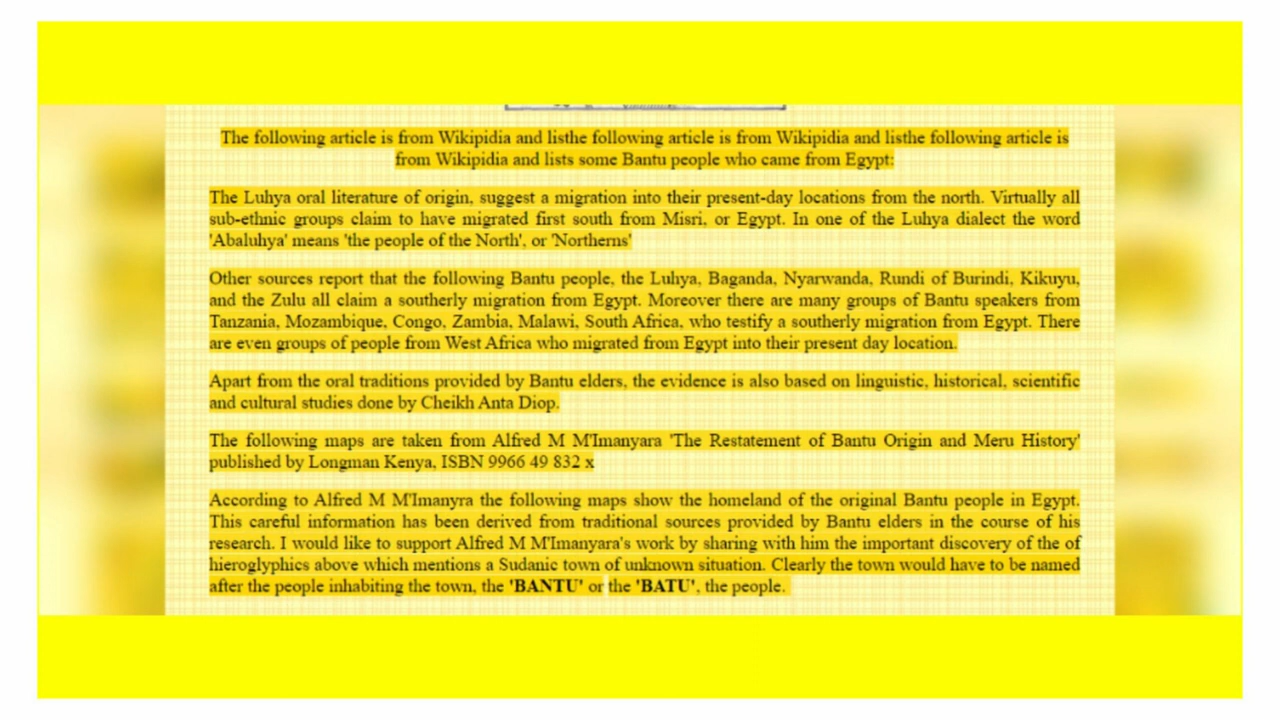 The following article is from Wikipidia and listhe following article is from Wikipidia and listhe following article is
from Wikipidia and lists some Bantu people who came from Egypt:
The Luhya oral literature of origin, suggest a migration into their present-day locations from the north. Virtually all
sub-ethnic groups claim to have migrated first south from Misri, or Egypt. In one of the Luhya dialect the word
'Abaluhya' means 'the people of the North', or 'Northerns'
Other sources report that the following Bantu people, the Luhya, Baganda, Nyarwanda, Rundi of Burindi, Kikuyu,
and the Zulu all claim a southerly migration from Egypt. Moreover there are many groups of Bantu speakers from
Tanzania, Mozambique, Congo, Zambia, Malawi, South Africa, who testify a southerly migration from Egypt. There
are even groups of people from West Africa who migrated from Egypt into their present day location.
Apart from the oral traditions provided by Bantu elders, the evidence is also based on linguistic, historical, scientific
and cultural studies done by Cheikh Anta Diop.
The following maps are taken from Alfred M M'Imanyara 'The Restatement of Bantu Origin and Meru History'
published by Longman Kenya, ISBN 9966 49 832 x
According to Alfred M M'Imanyra the following maps show the homeland of the original Bantu people in Egypt.
This careful information has been derived from traditional sources provided by Bantu elders in the course of his
research. I would like to support Alfred M M'Imanyara's work by sharing with him the important discovery of the of
hieroglyphics above which mentions a Sudanic town of unknown situation. Clearly the town would have to be named
after the people inhabiting the town, the 'BANTU' or the 'BATU', the people.